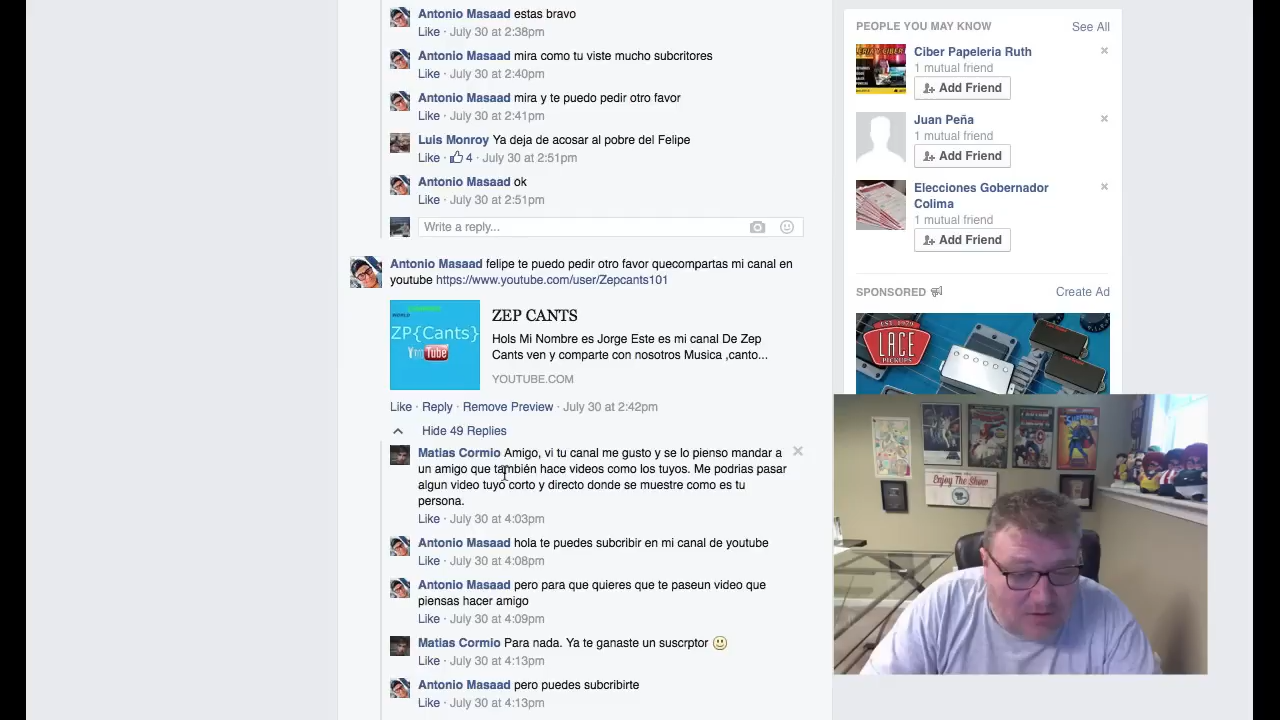 Antonio Masaad estas bravo
Like · July 30 at 2:38pm
Antonio Masaad mira como tu viste mucho subcritores
Like · July 30 at 2:40pm
Antonio Masaad mira y te puedo pedir otro favor
Like · July 30 at 2:41pm
Luis Monroy Ya deja de acosar al pobre del Felipe
Like · 4 · July 30 at 2:51pm
Antonio Masaad ok
Like · July 30 at 2:51pm
Write a reply...
Antonio Masaad felipe te puedo pedir otro favor quecompartas mi canal en
youtube https://www.youtube.com/user/Zepcants101
WORLD
ZP{Cants}
You Tube
ZEP CANTS
Hols Mi Nombre es Jorge Este es mi canal De Zep
Cants ven y comparte con nosotros Musica ,canto...
YOUTUBE.COM
Like · Reply · Remove Preview · July 30 at 2:42pm
Hide 49 Replies
Matias Cormio Amigo, vi tu canal me gusto y se lo pienso mandar a
un amigo que también hace videos como los tuyos. Me podrias pasar
algun video tuyo corto y directo donde se muestre como es tu
persona.
Like · July 30 at 4:03pm
Antonio Masaad hola te puedes subcribir en mi canal de youtube
Like · July 30 at 4:08pm
Antonio Masaad pero para que quieres que te paseun video que
piensas hacer amigo
Like · July 30 at 4:09pm
Matias Cormio Para nada. Ya te ganaste un suscrptor
Like · July 30 at 4:13pm
Antonio Masaad pero puedes subcribirte
Like · July 30 at 4:13pm
PEOPLE YOU MAY KNOW
See All
Ciber Papeleria Ruth
1 mutual friend
Add Friend
Juan Peña
1 mutual friend
Add Friend
Elecciones Gobernador
Colima
1 mutual friend
Add Friend
SPONSORED
Create Ad
EST. 1979
LACE
PICKUPS
Enjoy The Show